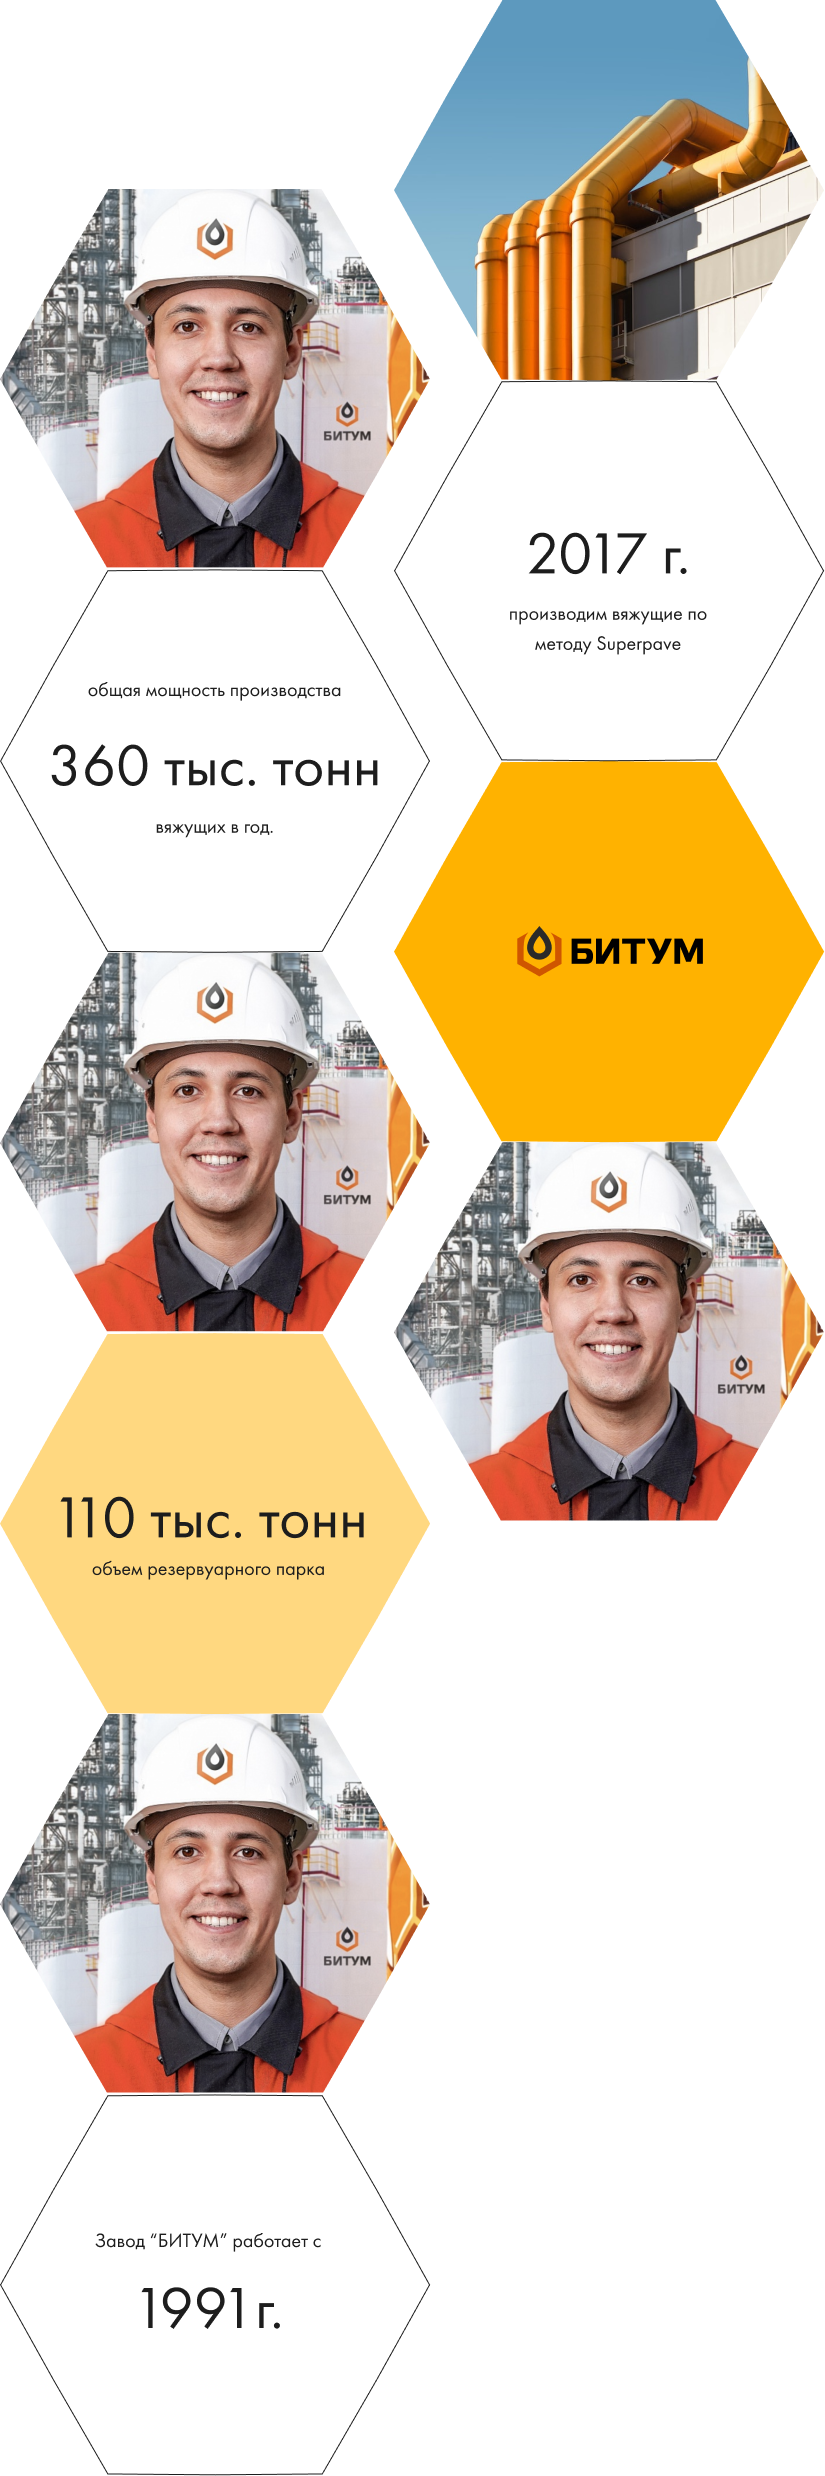 БИТУМ
2017 г.
производим вяжущие по
методу Superpave
общая мощность производства
360 тыс. тонн
вяжущих в год.
БИТУМ
БИТУМ
БИТУМ
110 тыс. тонн
объем резервуарного парка
БИТУМ
Завод “БИТУМ” работает с
1991 г.